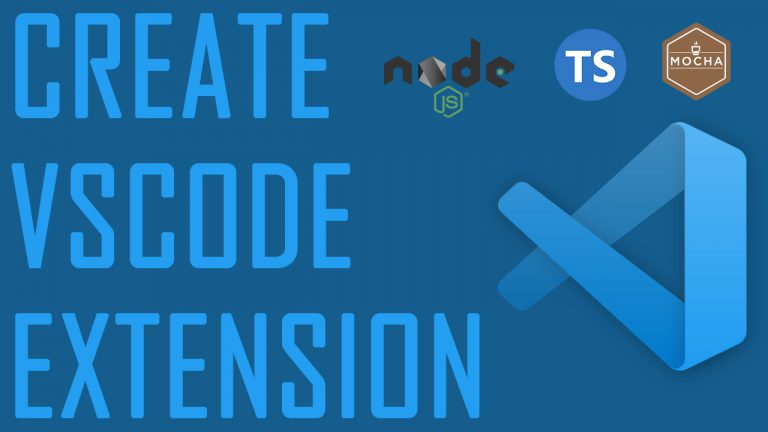 CREATE
VSCODE
EXTENSION
node
JS
TS
MOCHA